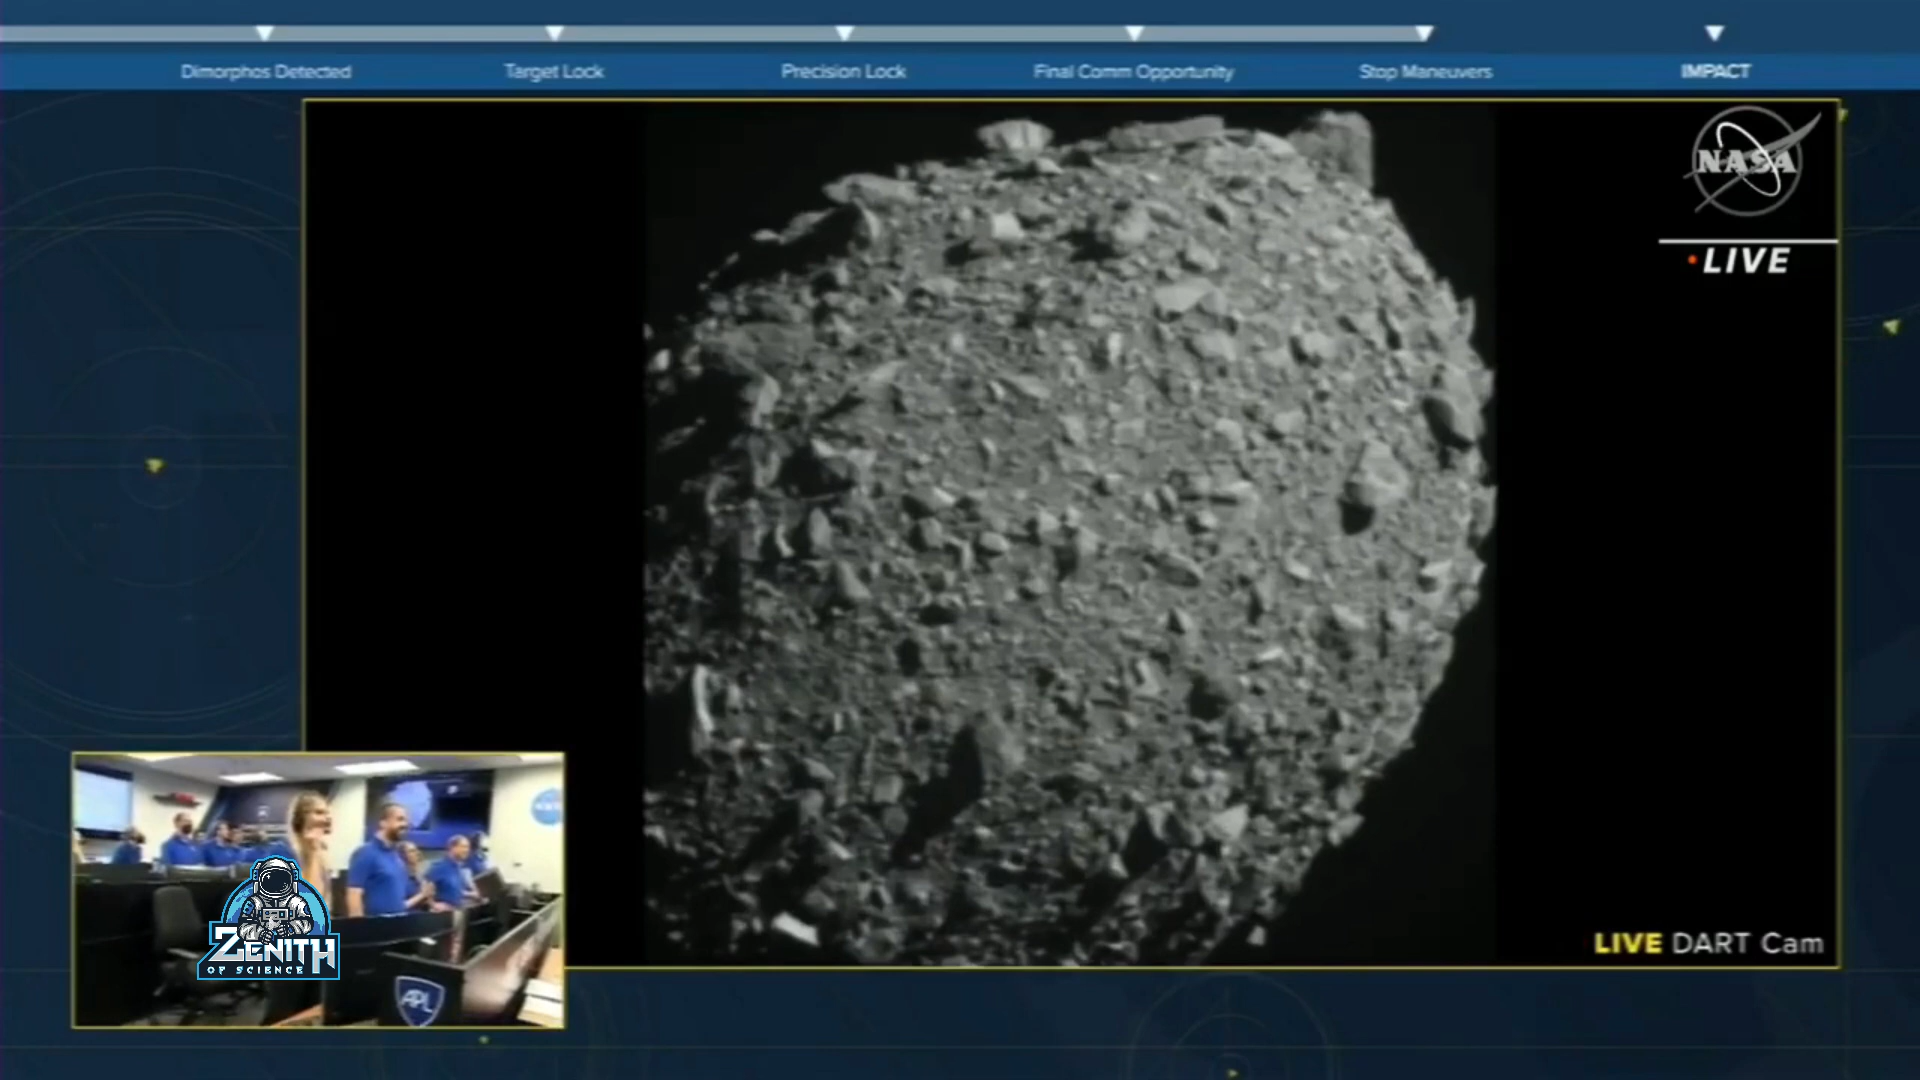 Dimorphos Detected
Target Lock
Precision Lock
Final Comm Opportunity
Stop Maneuvers
IMPACT
NASA
LIVE
LIVE DART Cam
ZENITH
OF SCIENCE
APL